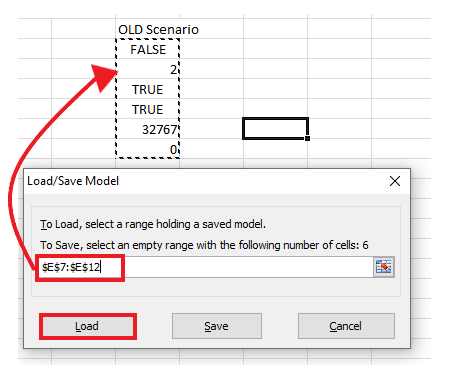 OLD Scenario
FALSE
2
TRUE
TRUE
32767
0
Load/Save Model
To Load, select a range holding a saved model.
To Save, select an empty range with the following number of cells: 6
$E$7:$E$12
Load Save Cancel